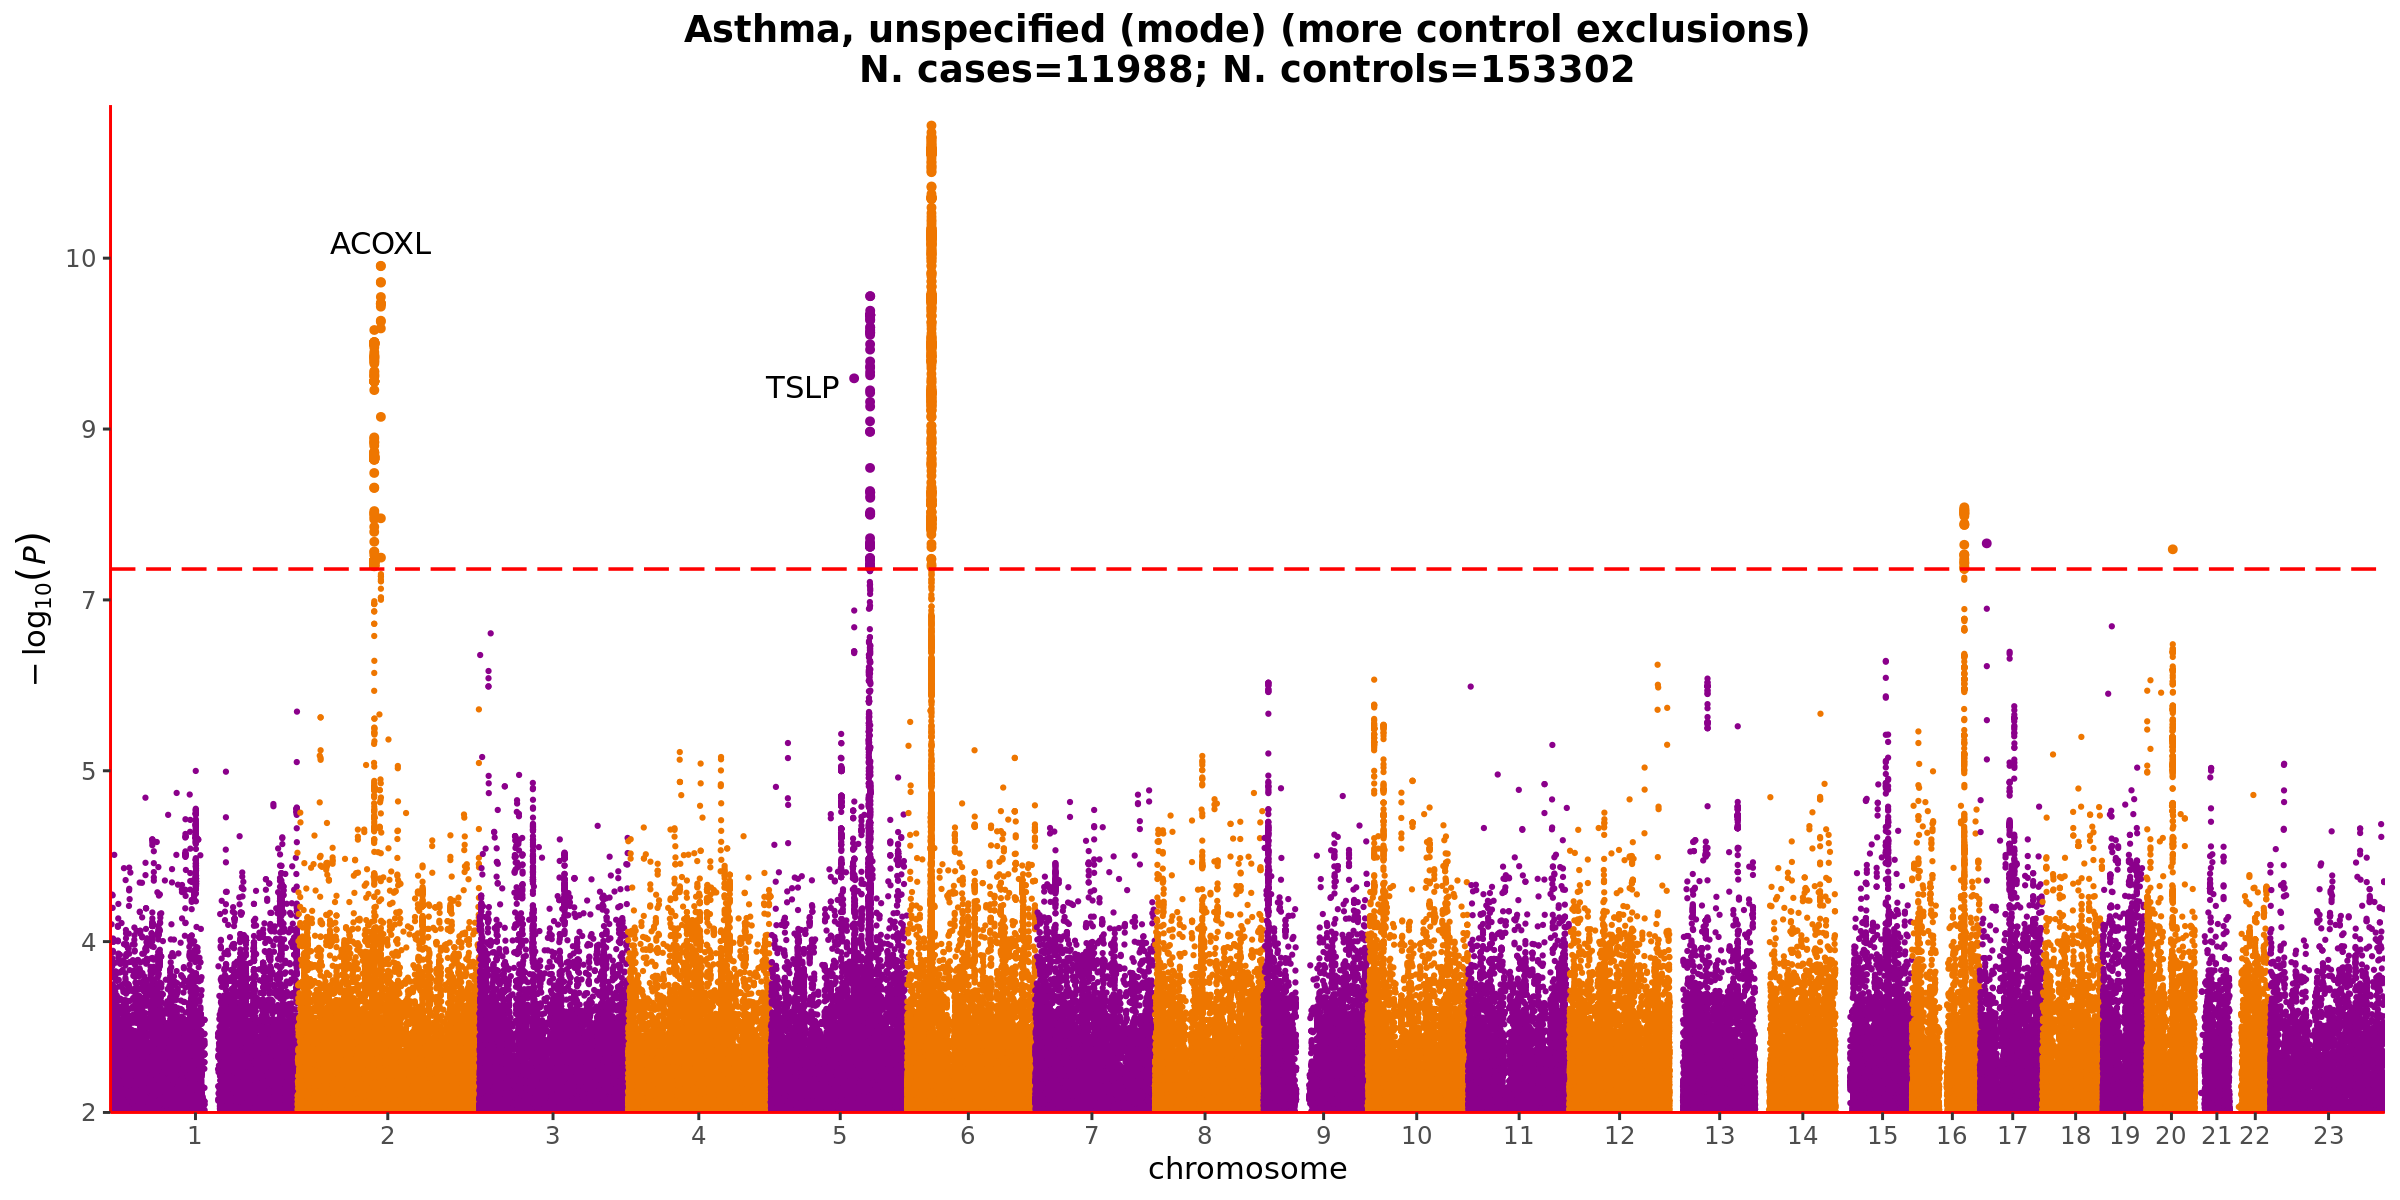 Asthma, unspecified (mode) (more control exclusions)
N. cases=11988; N. controls=153302
ACOXL
TSLP
10
9
7
5
4
2
− log10(P)
1 2 3 4 5 6 7 8 9 10 11 12 13 14 15 16 17 18 19 20 21 22 23
chromosome